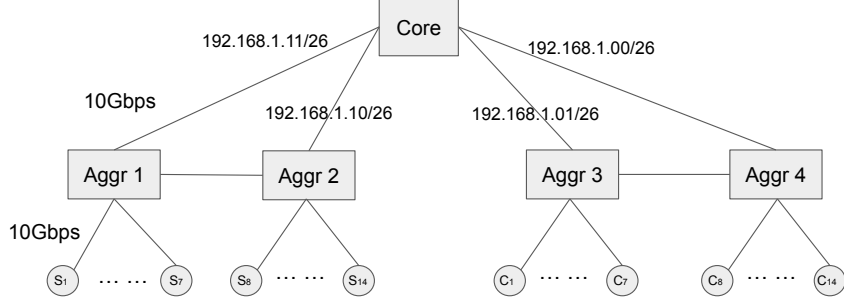 Core
192.168.1.11/26
192.168.1.00/26
10Gbps
192.168.1.10/26
192.168.1.01/26
Aggr 1
Aggr 2
Aggr 3
Aggr 4
10Gbps
S1
... ...
S7
S8
... ...
S14
C1
... ...
C7
C8
... ...
C14